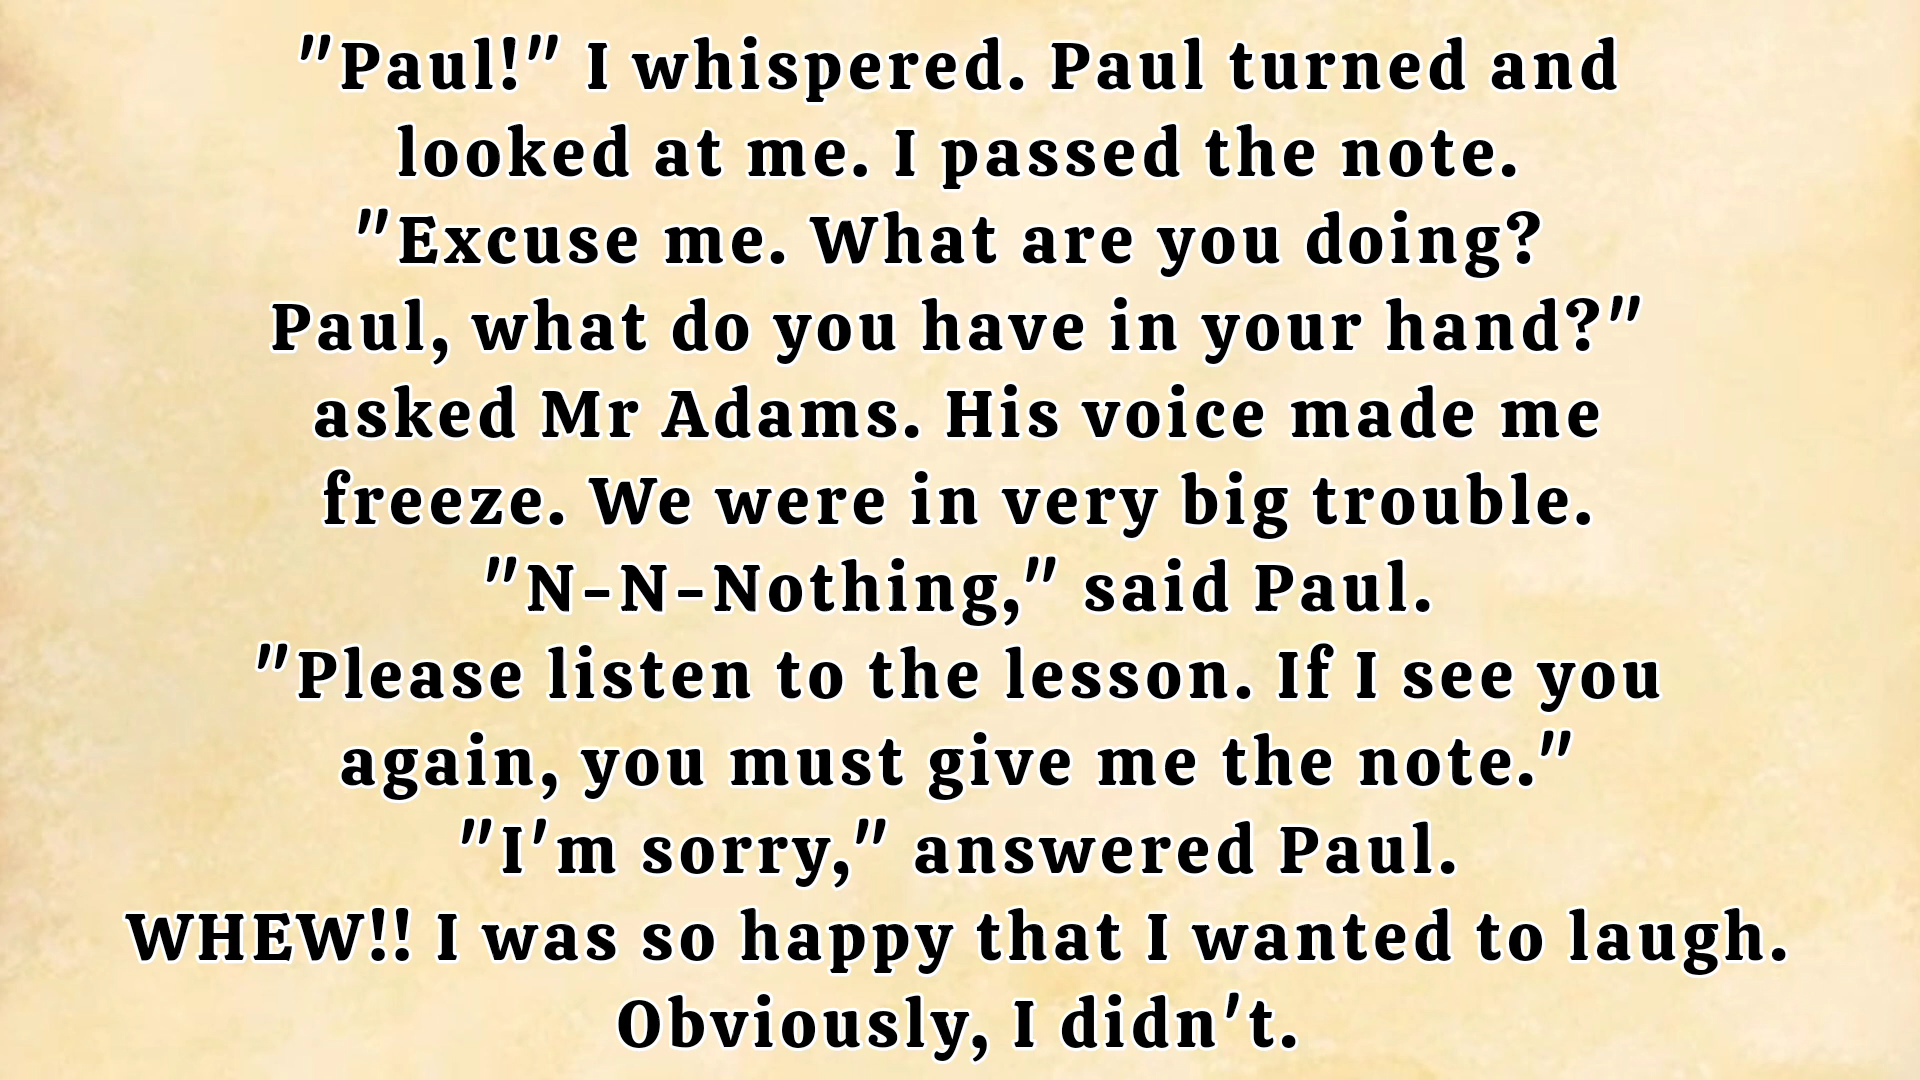 "Paul!" I whispered. Paul turned and
looked at me. I passed the note.
"Excuse me. What are you doing?
Paul, what do you have in your hand?"
asked Mr Adams. His voice made me
freeze. We were in very big trouble.
"N-N-Nothing," said Paul.
"Please listen to the lesson. If I see you
again, you must give me the note."
"I'm sorry," answered Paul.
WHEW!! I was so happy that I wanted to laugh.
Obviously, I didn't.